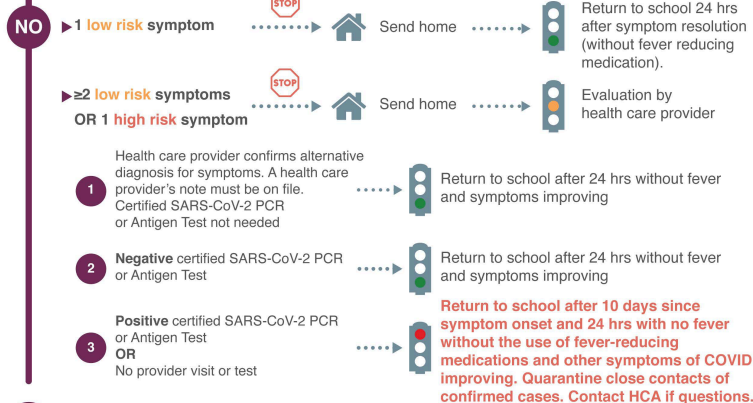 STOP
Return to school 24 hrs
NO
1 low risk symptom
Send home
after symptom resolution
(without fever reducing
medication).
STOP
≥2 low risk symptoms
OR 1 high risk symptom
Send home
Evaluation by
health care provider
Health care provider confirms alternative
diagnosis for symptoms. A health care
1
provider's note must be on file.
Certified SARS-CoV-2 PCR
or Antigen Test not needed
Return to school after 24 hrs without fever
and symptoms improving
2
Negative certified SARS-CoV-2 PCR
or Antigen Test
Return to school after 24 hrs without fever
and symptoms improving
3
Positive certified SARS-CoV-2 PCR
or Antigen Test
OR
No provider visit or test
Return to school after 10 days since
symptom onset and 24 hrs with no fever
without the use of fever-reducing
medications and other symptoms of COVID
improving. Quarantine close contacts of
confirmed cases. Contact HCA if questions.